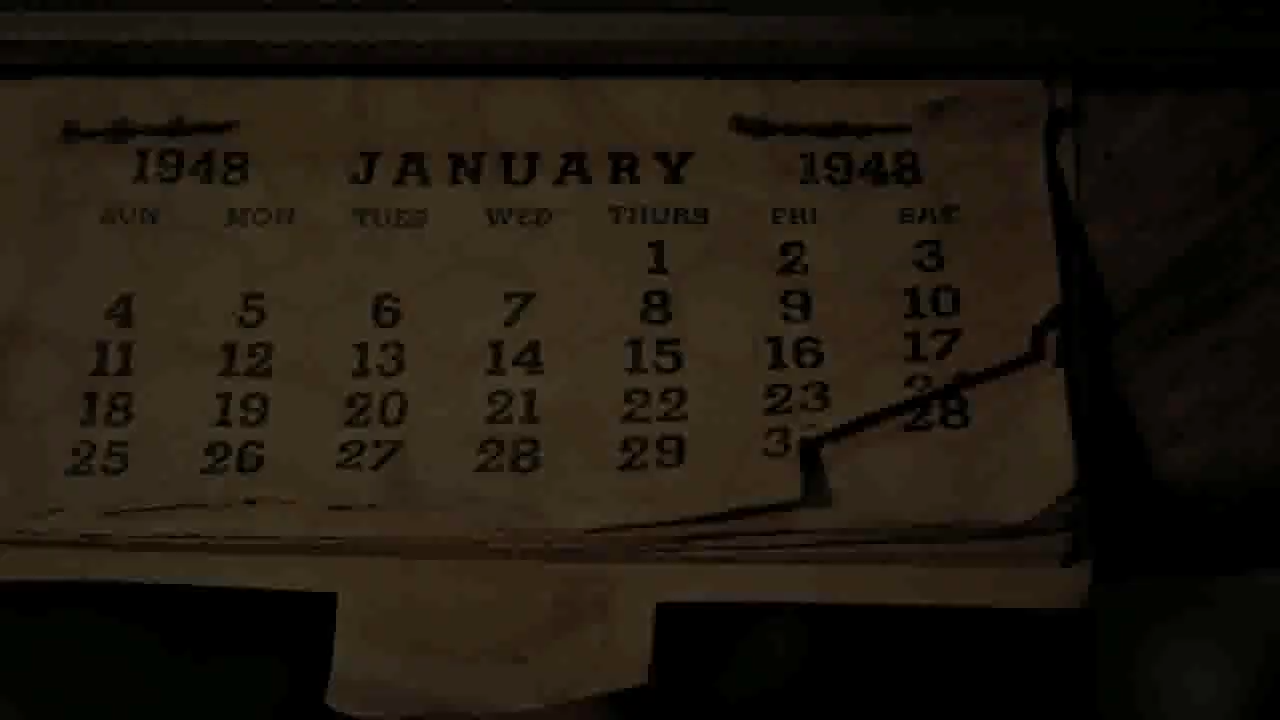 1948 JANUARY 1948
SUN MON TUES WED THURS FRI SAT
1 2 3
4 5 6 7 8 9 10
11 12 13 14 15 16 17
18 19 20 21 22 23
25 26 27 28 29 28